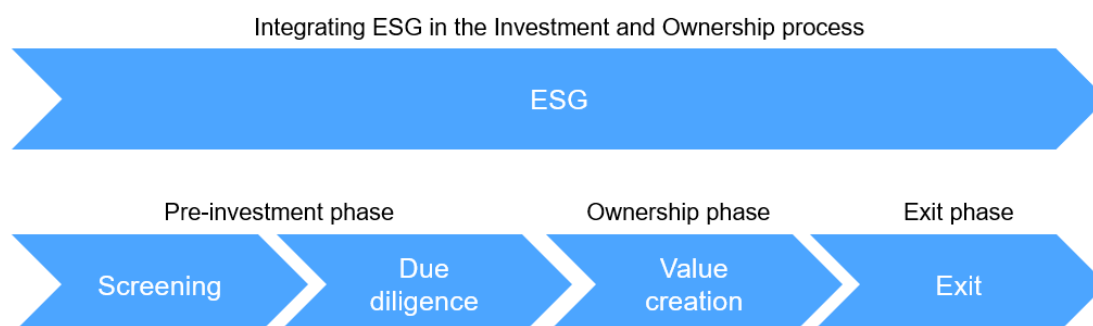 Integrating ESG in the Investment and Ownership process
ESG
Pre-investment phase
Ownership phase
Exit phase
Screening
Due
diligence
Value
creation
Exit